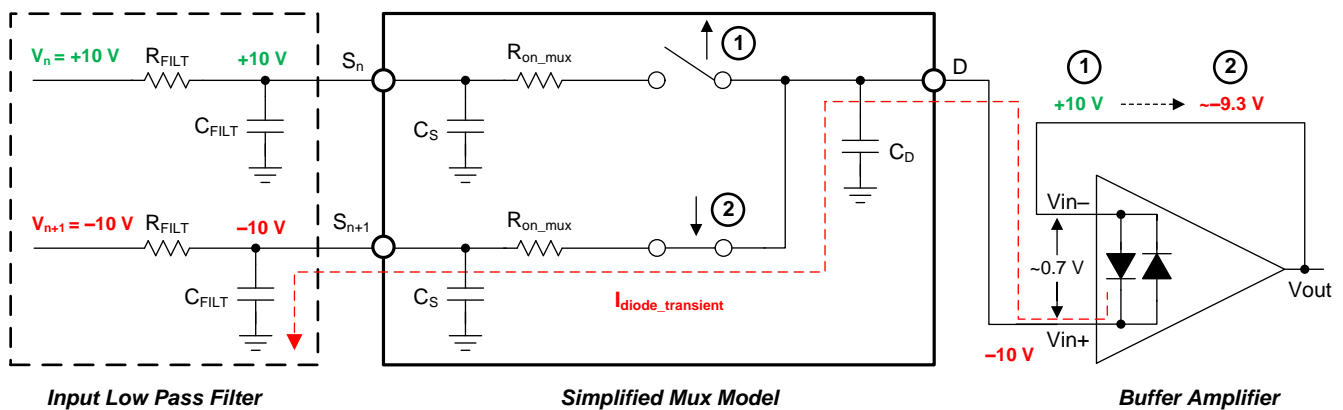 Vn = +10 V
RFILT
+10 V
Sn
Ron_mux
1
D
1
2
+10 V
~–9.3 V
CFILT
CS
CD
Vn+1 = –10 V
RFILT
–10 V
Sn+1
Ron_mux
2
Vin–
~0.7 V
CFILT
CS
Idiode_transient
Vout
Vin+
–10 V
Input Low Pass Filter
Simplified Mux Model
Buffer Amplifier